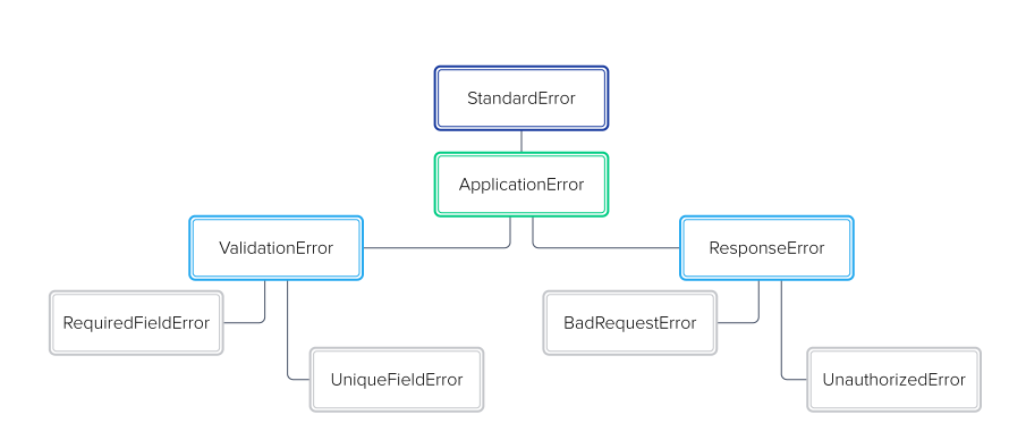 StandardError
ApplicationError
ValidationError
ResponseError
RequiredFieldError
BadRequestError
UniqueFieldError
UnauthorizedError